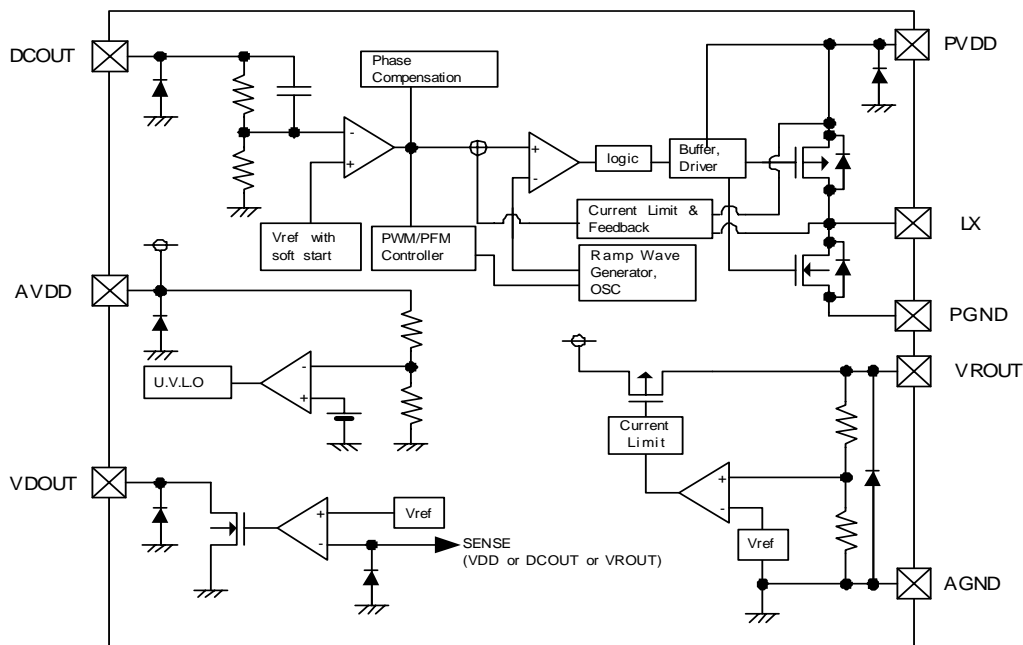 DCOUT
PVDD
Phase
Compensation
-
+
+
-
logic
Buffer,
Driver
Current Limit &
Feedback
LX
Vref with
soft start
PWM/PFM
Controller
Ramp Wave
Generator,
OSC
AVDD
PGND
U.V.L.O
-
+
VROUT
Current
Limit
VDOUT
+
-
Vref
SENSE
(VDD or DCOUT or VROUT)
+
-
Vref
AGND